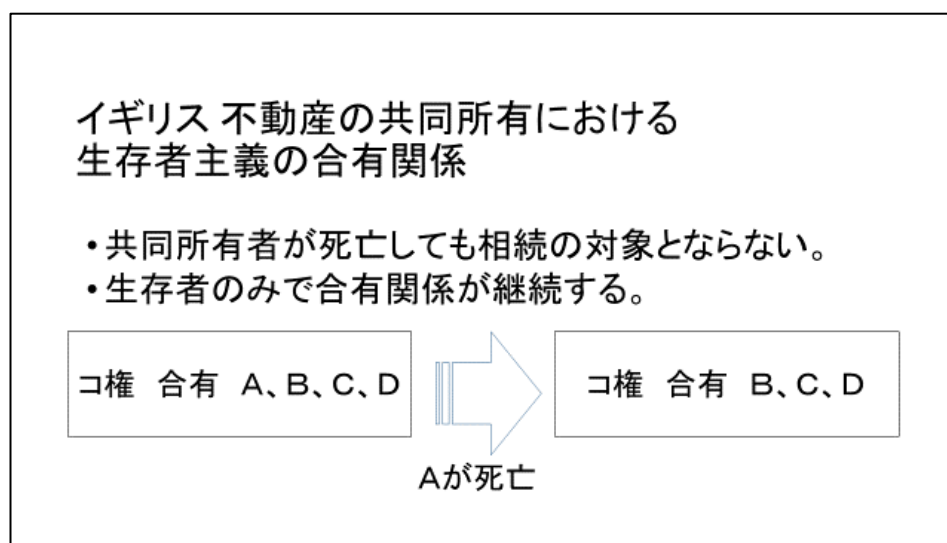 イギリス 不動産の共同所有における
生存者主義の合有関係
・共同所有者が死亡しても相続の対象とならない。
・生存者のみで合有関係が継続する。
コ権 合有 A、B、C、D
コ権 合有 B、C、D
Aが死亡